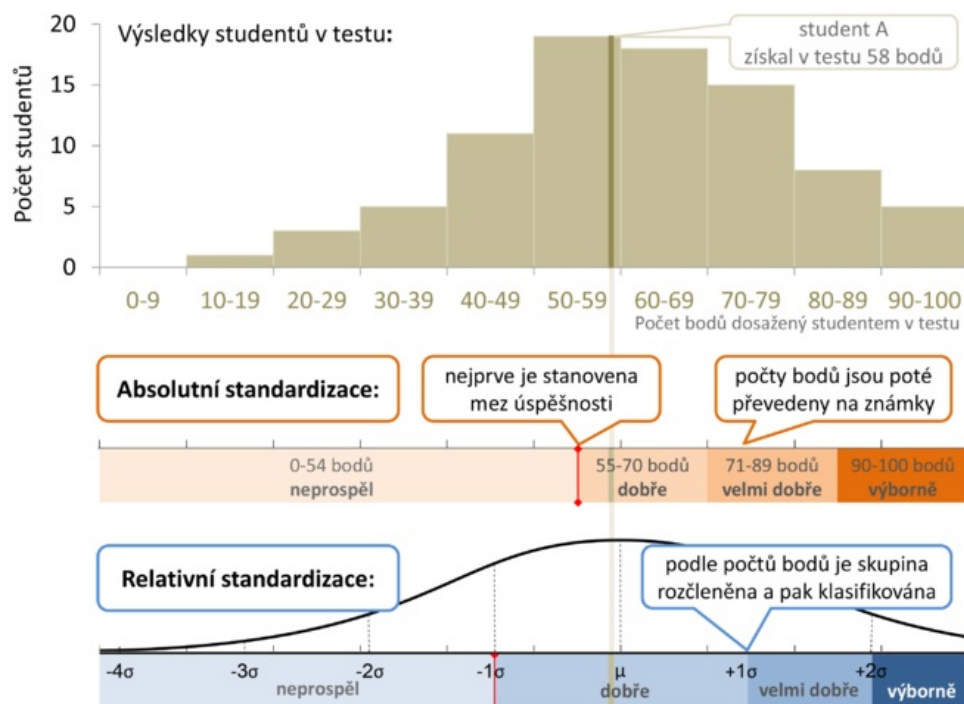 Výsledky studentů v testu:
student A
získal v testu 58 bodů
Počet studentů
20
15
10
5
0
0-9 10-19 20-29 30-39 40-49 50-59 60-69 70-79 80-89 90-100
Počet bodů dosažený studentem v testu
Absolutní standardizace:
nejprve je stanovena
mez úspěšnosti
počty bodů jsou poté
převedeny na známky
0-54 bodů 55-70 bodů 71-89 bodů 90-100 bodů
neprospěl dobře velmi dobře výborně
Relativní standardizace:
podle počtů bodů je skupina
rozčleněna a pak klasifikována
-4σ -3σ -2σ -1σ μ +1σ +2σ
neprospěl dobře velmi dobře výborně